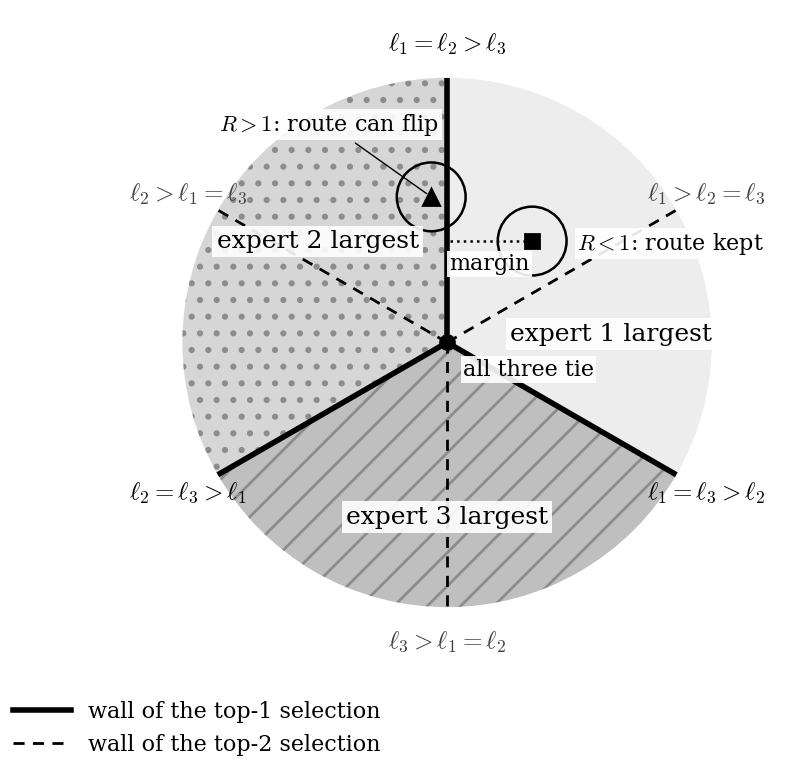 ℓ₁ = ℓ₂ > ℓ₃
R > 1: route can flip
ℓ₂ > ℓ₁ = ℓ₃
ℓ₁ > ℓ₂ = ℓ₃
expert 2 largest
R < 1: route kept
margin
expert 1 largest
all three tie
ℓ₂ = ℓ₃ > ℓ₁
ℓ₁ = ℓ₃ > ℓ₂
expert 3 largest
ℓ₃ > ℓ₁ = ℓ₂
wall of the top-1 selection
wall of the top-2 selection